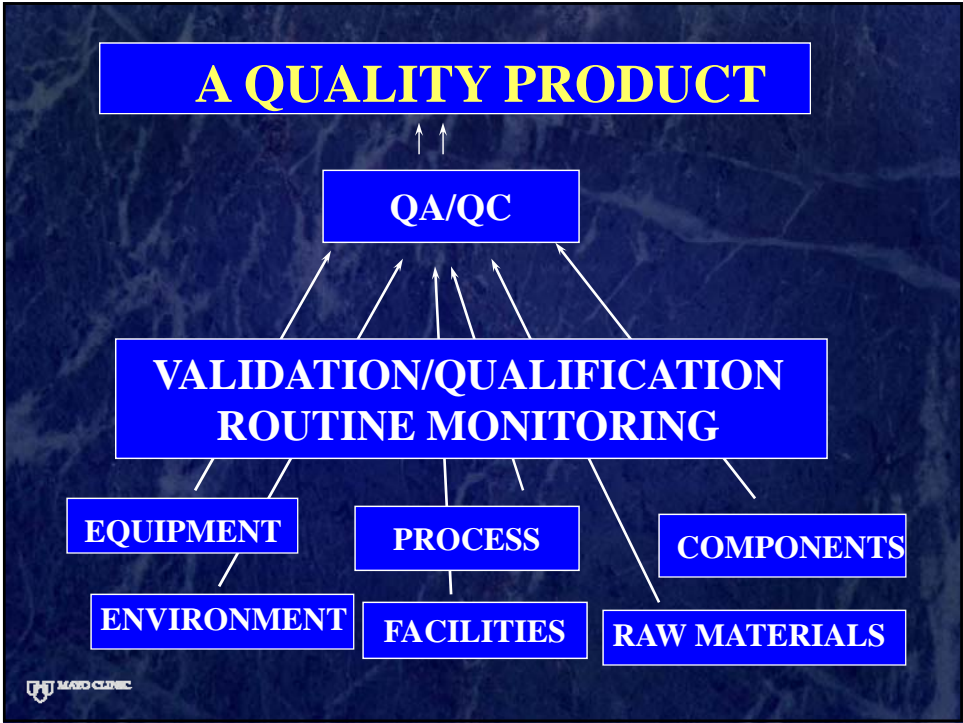 A QUALITY PRODUCT
QA/QC
VALIDATION/QUALIFICATION
ROUTINE MONITORING
EQUIPMENT
PROCESS
COMPONENTS
ENVIRONMENT
FACILITIES
RAW MATERIALS
MAYO CLINIC